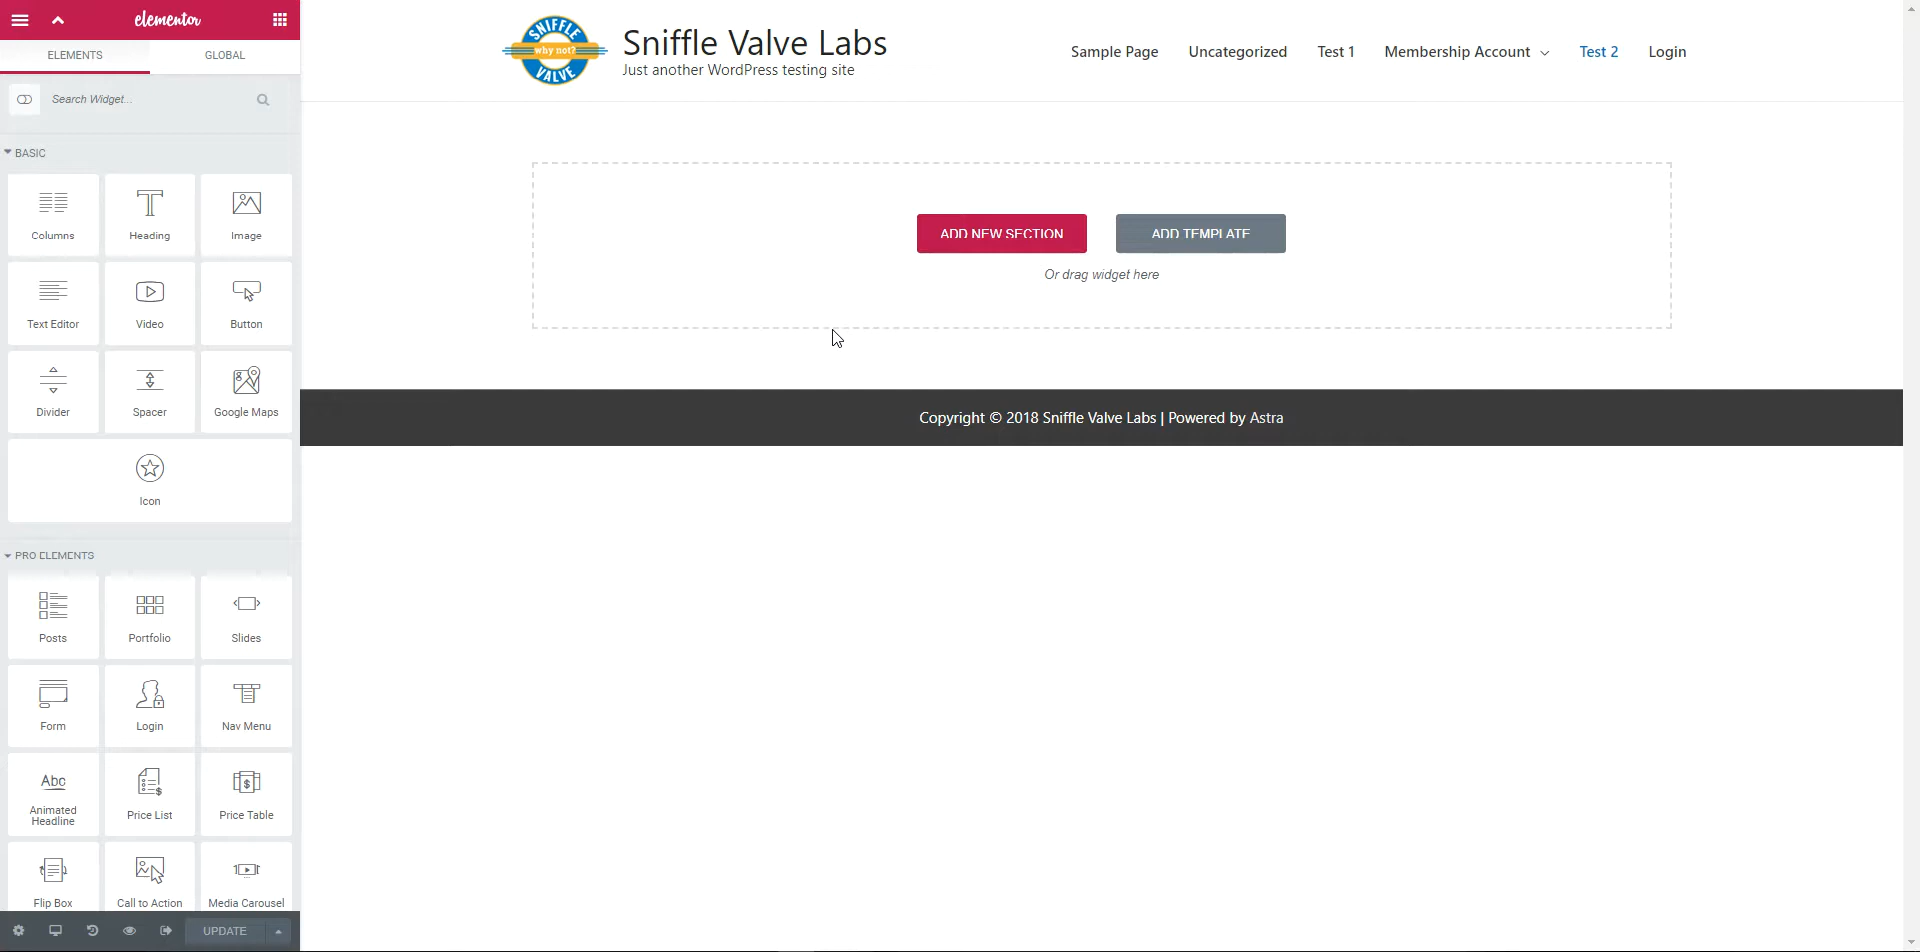 elementor
ELEMENTS GLOBAL
Search Widget...
BASIC
Columns Heading Image
Text Editor Video Button
Divider Spacer Google Maps
Icon
PRO ELEMENTS
Posts Portfolio Slides
Form Login Nav Menu
Abc
Animated
Headline
Price List Price Table
Flip Box Call to Action Media Carousel
UPDATE
SNIFFLE
why not?
VALVE
Sniffle Valve Labs
Just another WordPress testing site
Sample Page Uncategorized Test 1 Membership Account Test 2 Login
ADD NEW SECTION ADD TEMPLATE
Or drag widget here
Copyright © 2018 Sniffle Valve Labs | Powered by Astra